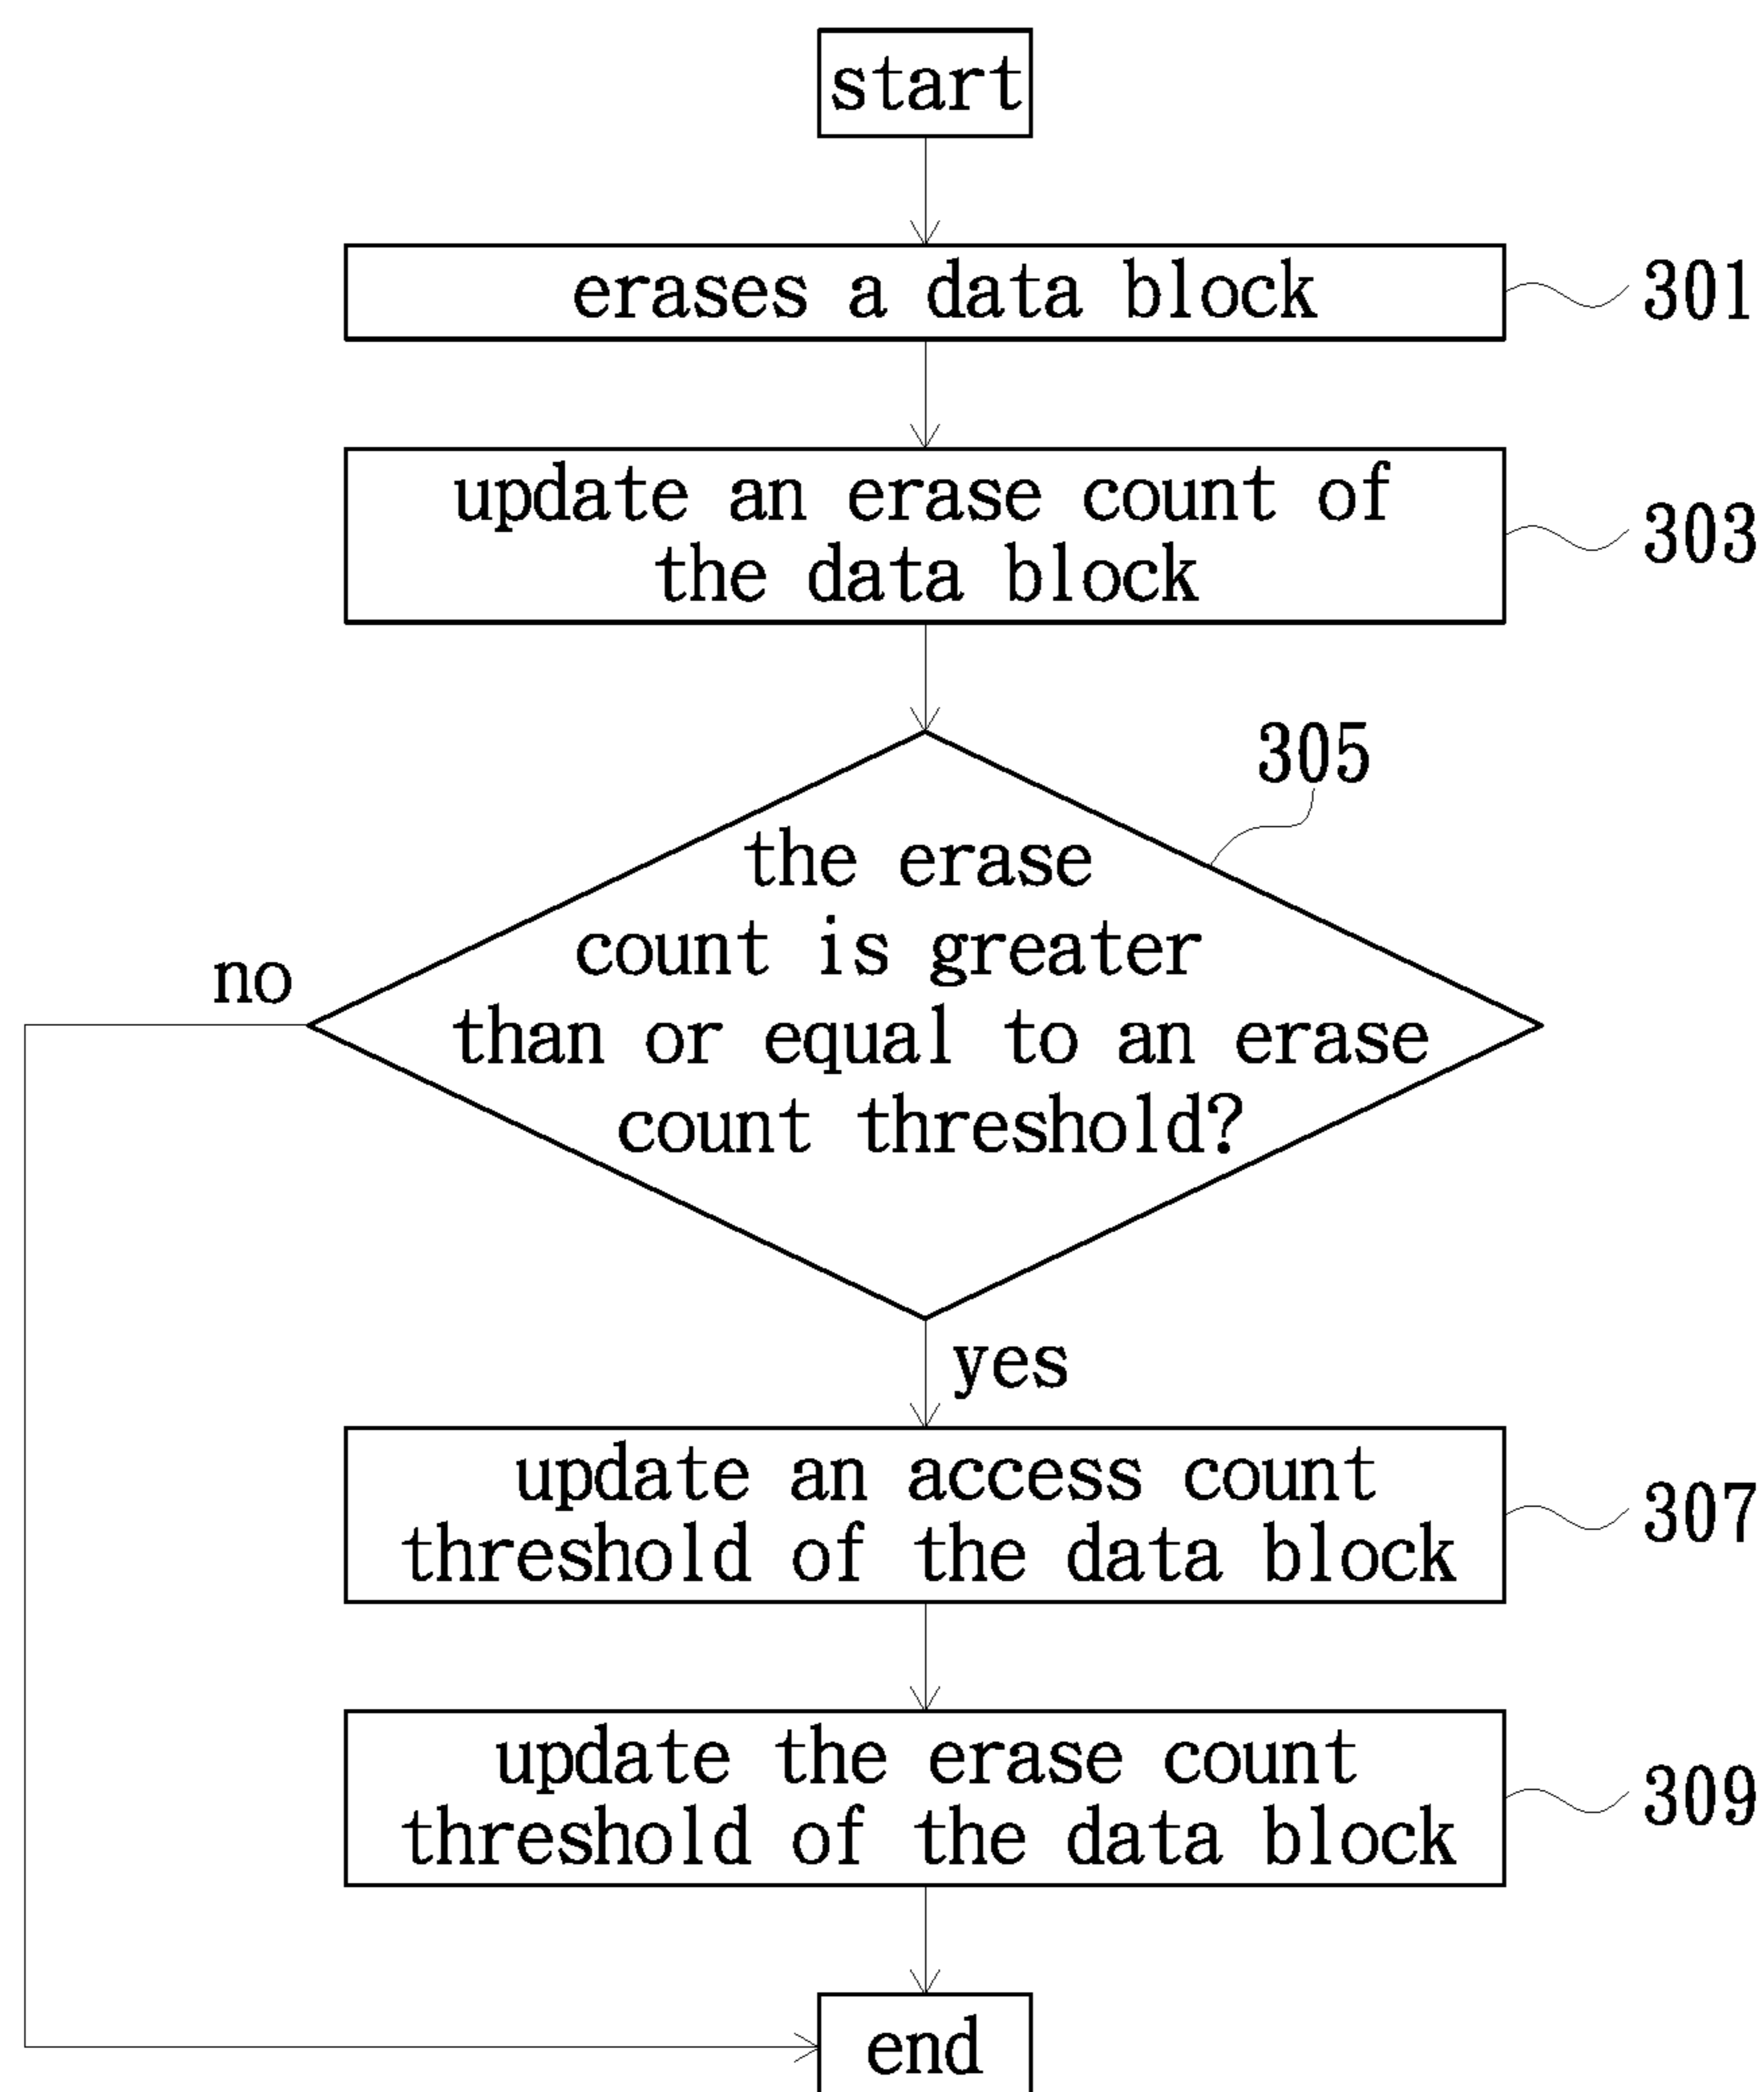 start
erases a data block
301
update an erase count of
the data block
303
305
the erase
count is greater
than or equal to an erase
count threshold?
no
yes
update an access count
threshold of the data block
307
update the erase count
threshold of the data block
309
end